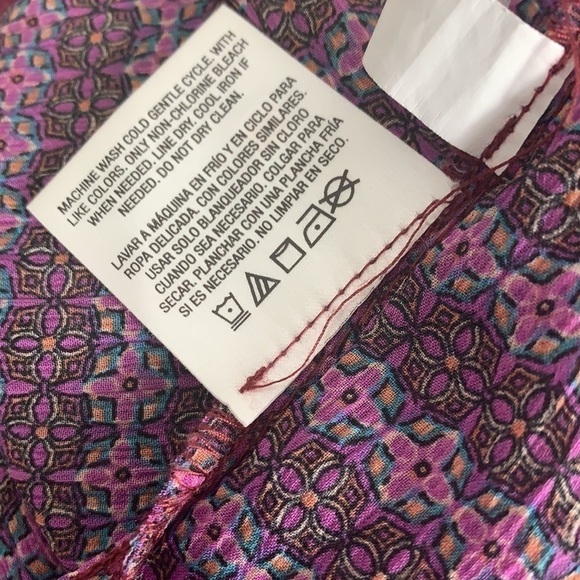 MACHINE WASH COLD GENTLE CYCLE. WITH
LIKE COLORS. ONLY NON-CHLORINE BLEACH
WHEN NEEDED. LINE DRY. COOL IRON IF
NEEDED. DO NOT DRY CLEAN.
LAVAR A MÁQUINA EN FRÍO Y EN CICLO PARA
ROPA DELICADA. CON COLORES SIMILARES.
USAR SOLO BLANQUEADOR SIN CLORO
CUANDO SEA NECESARIO. COLGAR PARA
SECAR. PLANCHAR CON UNA PLANCHA FRÍA
SI ES NECESARIO. NO LIMPIAR EN SECO.